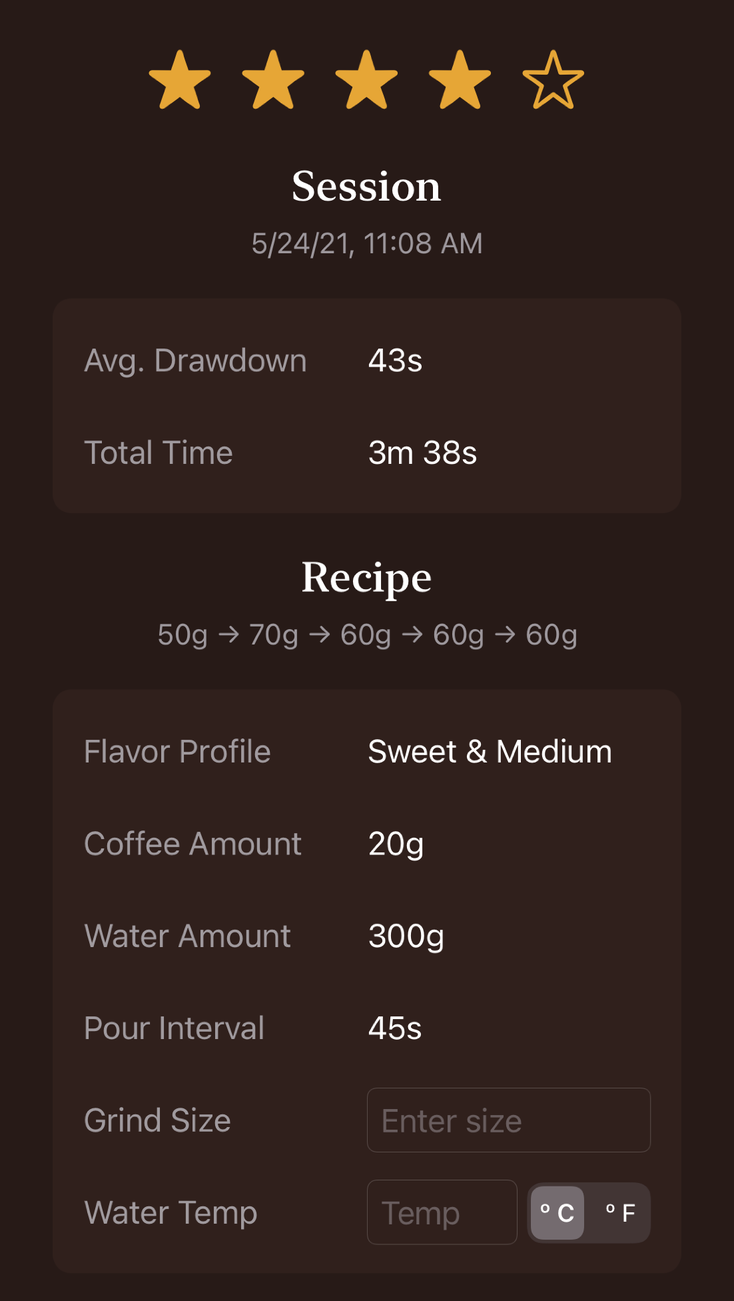 Session
5/24/21, 11:08 AM
Avg. Drawdown 43s
Total Time 3m 38s
Recipe
50g → 70g → 60g → 60g → 60g
Flavor Profile Sweet & Medium
Coffee Amount 20g
Water Amount 300g
Pour Interval 45s
Grind Size Enter size
Water Temp Temp º C º F